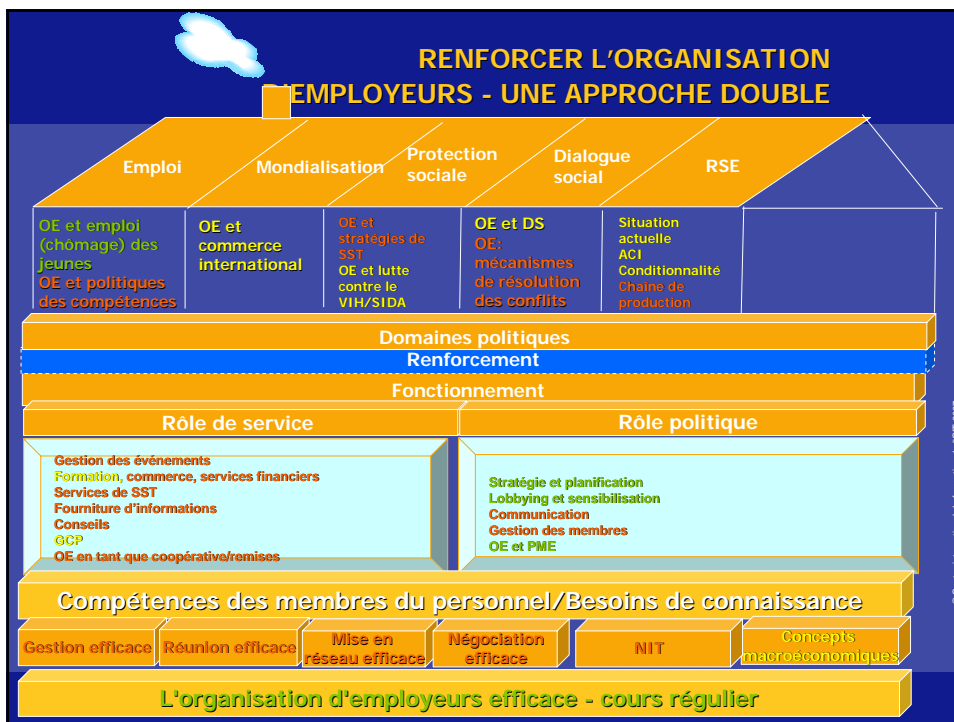 RENFORCER L'ORGANISATION
D'EMPLOYEURS - UNE APPROCHE DOUBLE
Emploi
Mondialisation
Protection
sociale
Dialogue
social
RSE
OE et emploi
(chômage) des
jeunes
OE et politiques
des compétences
OE et
commerce
international
OE et
stratégies de
SST
OE et lutte
contre le
VIH/SIDA
OE et DS
OE:
mécanismes
de résolution
des conflits
Situation
actuelle
ACI
Conditionnalité
Chaîne de
production
Domaines politiques
Renforcement
Fonctionnement
Rôle de service
Rôle politique
Gestion des événements
Formation, commerce, services financiers
Services de SST
Fourniture d'informations
Conseils
GCP
OE en tant que coopérative/remises
Stratégie et planification
Lobbying et sensibilisation
Communication
Gestion des membres
OE et PME
Compétences des membres du personnel/Besoins de connaissance
Gestion efficace
Réunion efficace
Mise en
réseau efficace
Négociation
efficace
NIT
Concepts
macroéconomiques
L'organisation d'employeurs efficace - cours régulier